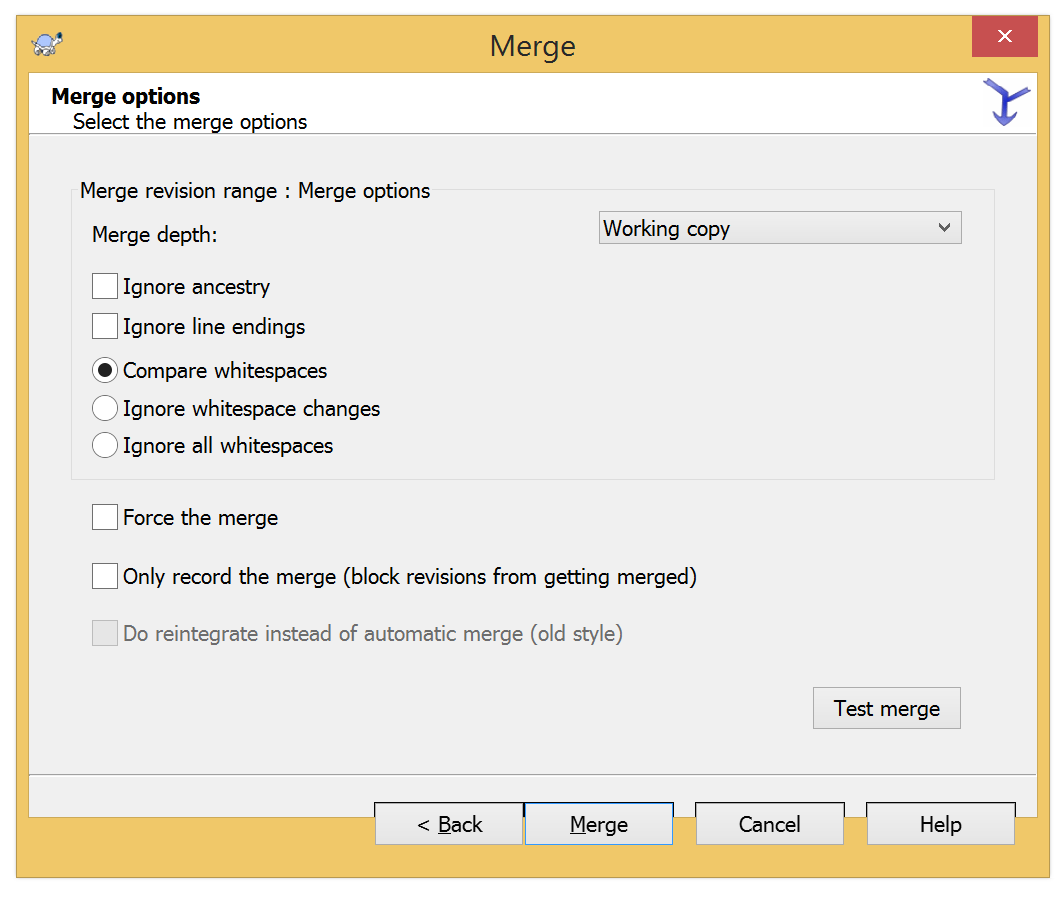 Merge
Merge options
Select the merge options
Merge revision range : Merge options
Merge depth:
Working copy
Ignore ancestry
Ignore line endings
Compare whitespaces
Ignore whitespace changes
Ignore all whitespaces
Force the merge
Only record the merge (block revisions from getting merged)
Do reintegrate instead of automatic merge (old style)
Test merge
< Back
Merge
Cancel
Help